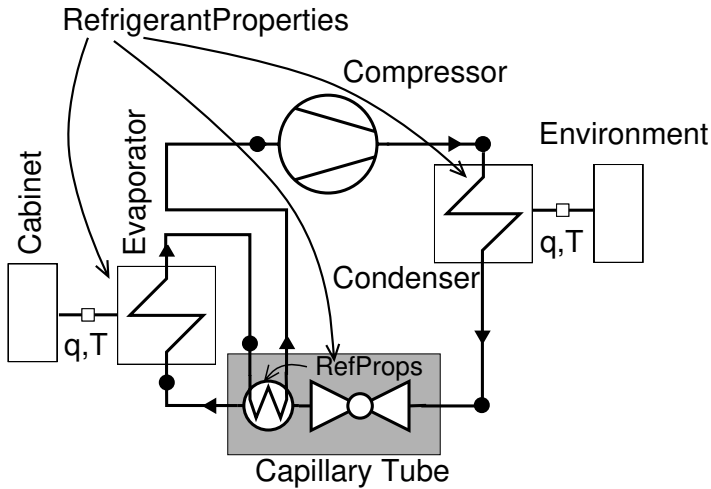 RefrigerantProperties
Compressor
Environment
Evaporator
Cabinet
q,T
Condenser
q,T
RefProps
Capillary Tube